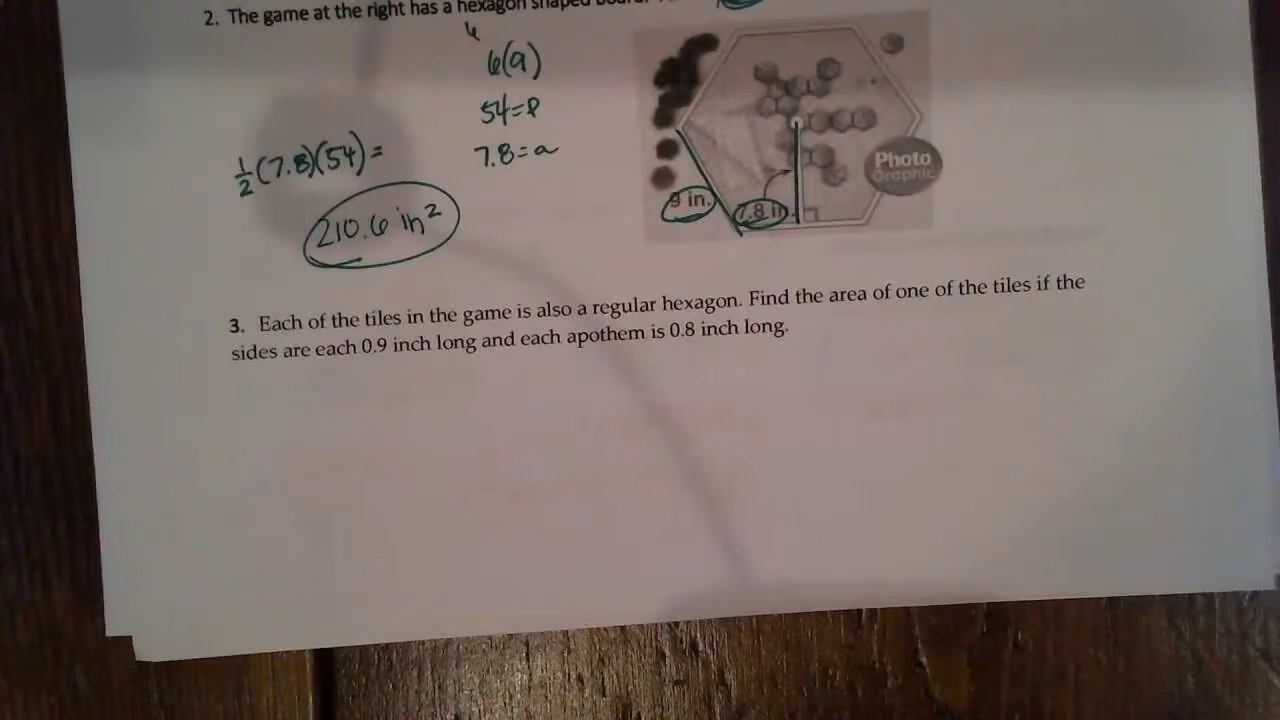 2. The game at the right has a hexagon shaped
6
6(9)
54=P
7.8=a
1/2(7.8)(54)=
210.6 in²
9 in.
7.8 in.
Photo
Graphic
3. Each of the tiles in the game is also a regular hexagon. Find the area of one of the tiles if the
sides are each 0.9 inch long and each apothem is 0.8 inch long.